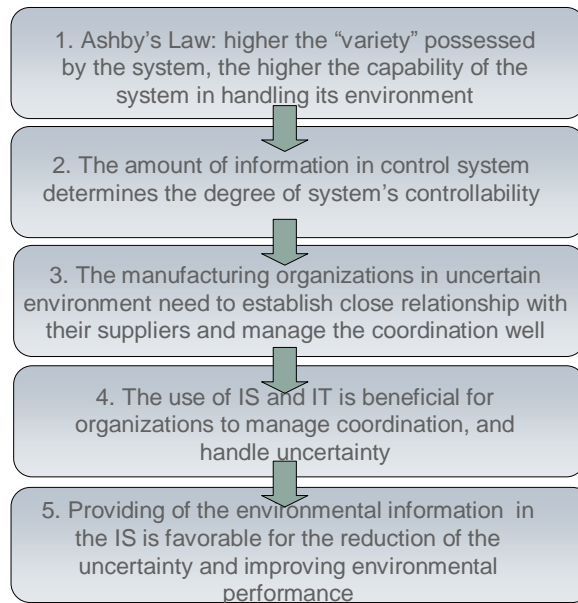 1. Ashby's Law: higher the “variety” possessed
by the system, the higher the capability of the
system in handling its environment
2. The amount of information in control system
determines the degree of system's controllability
3. The manufacturing organizations in uncertain
environment need to establish close relationship with
their suppliers and manage the coordination well
4. The use of IS and IT is beneficial for
organizations to manage coordination, and
handle uncertainty
5. Providing of the environmental information in
the IS is favorable for the reduction of the
uncertainty and improving environmental
performance